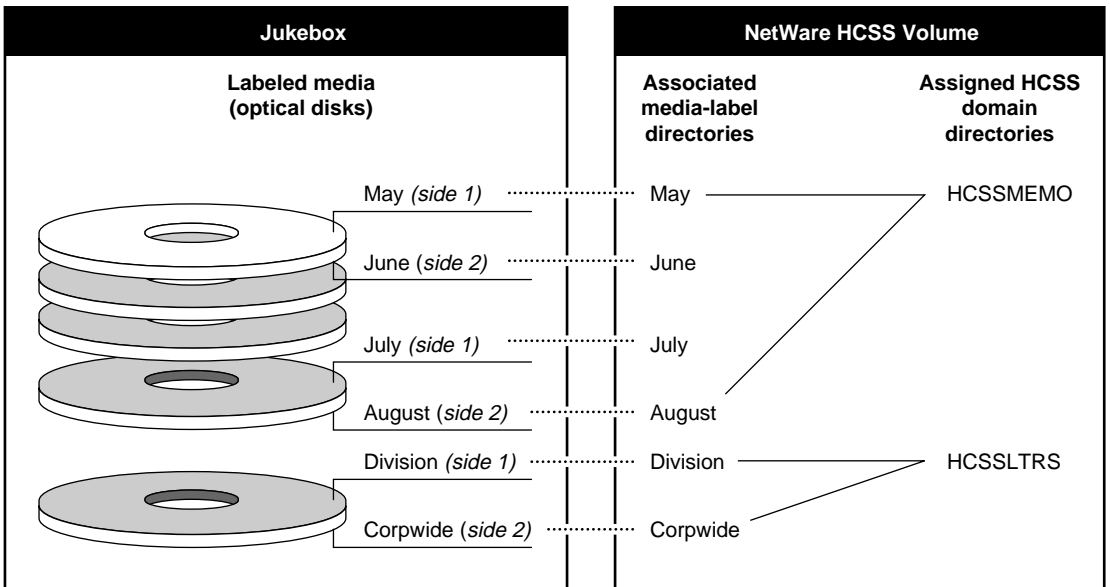 Jukebox
NetWare HCSS Volume
Labeled media
(optical disks)
Associated
media-label
directories
Assigned HCSS
domain
directories
May (side 1)
May
HCSSMEMO
June (side 2)
June
July (side 1)
July
August (side 2)
August
Division (side 1)
Division
HCSSLTRS
Corpwide (side 2)
Corpwide